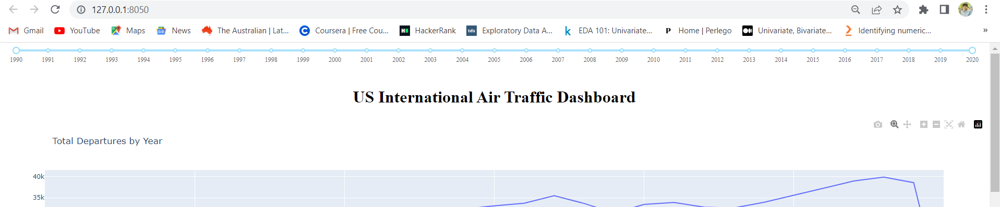 127.0.0.1:8050
Gmail YouTube Maps News The Australian | Lat... Coursera | Free Cou... HackerRank tds Exploratory Data A... EDA 101: Univariate... Home | Perlego Univariate, Bivariate... Identifying numeric... »
1990 1991 1992 1993 1994 1995 1996 1997 1998 1999 2000 2001 2002 2003 2004 2005 2006 2007 2008 2009 2010 2011 2012 2013 2014 2015 2016 2017 2018 2019 2020
US International Air Traffic Dashboard
Total Departures by Year
40k
35k